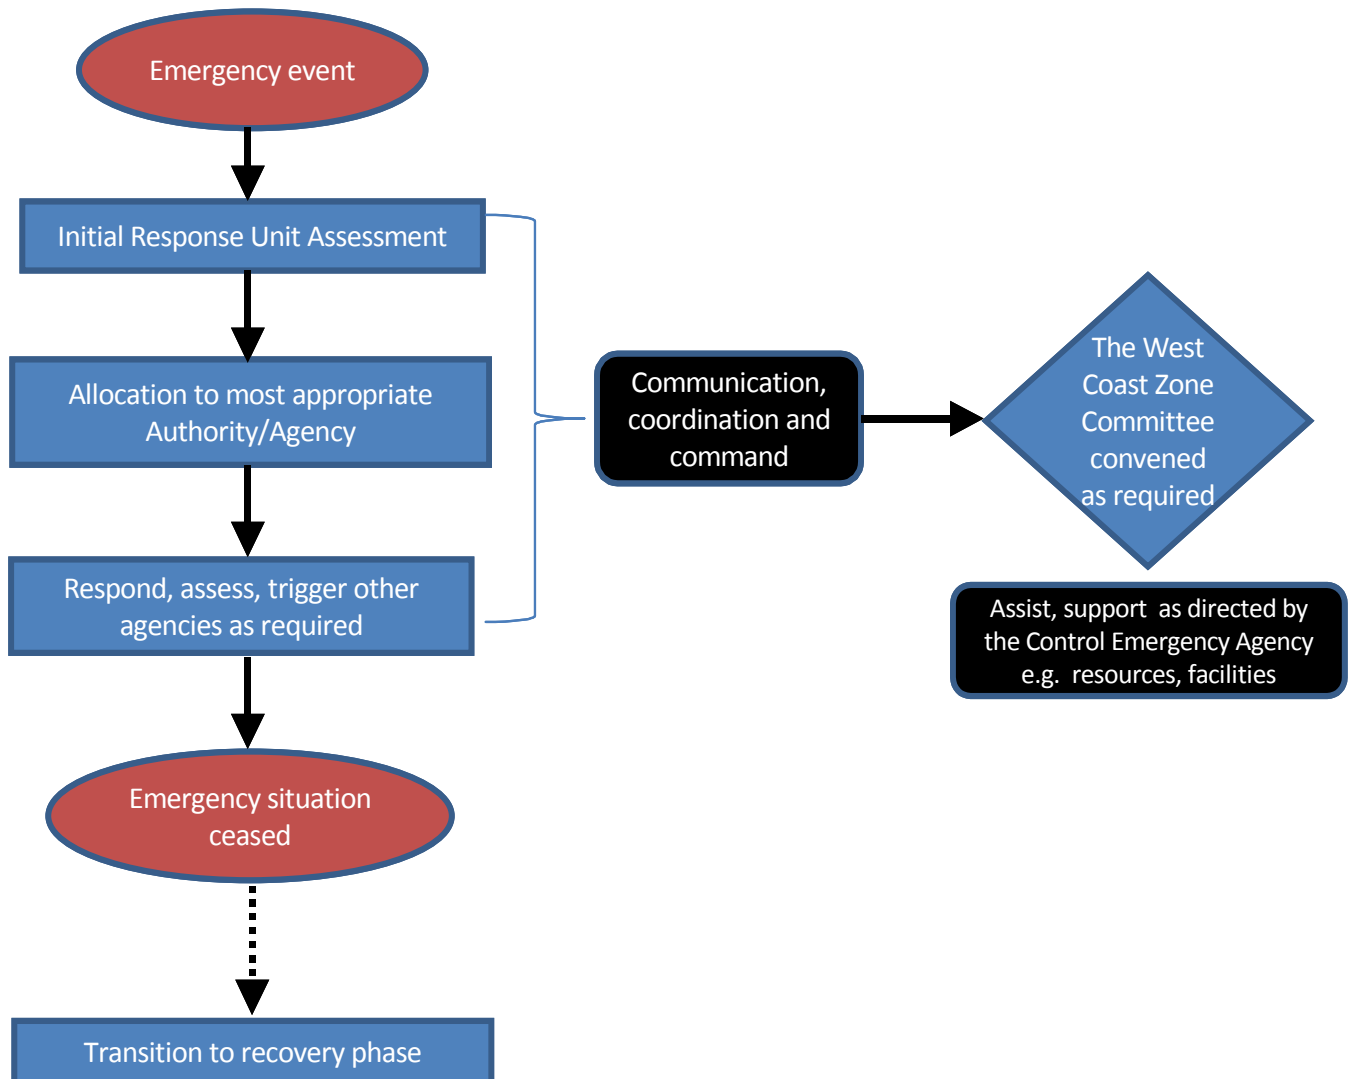 Emergency event
Initial Response Unit Assessment
Allocation to most appropriate
Authority/Agency
Respond, assess, trigger other
agencies as required
Emergency situation
ceased
Transition to recovery phase
Communication,
coordination and
command
The West
Coast Zone
Committee
convened
as required
Assist, support  as directed by
the Control Emergency Agency
e.g.  resources, facilities